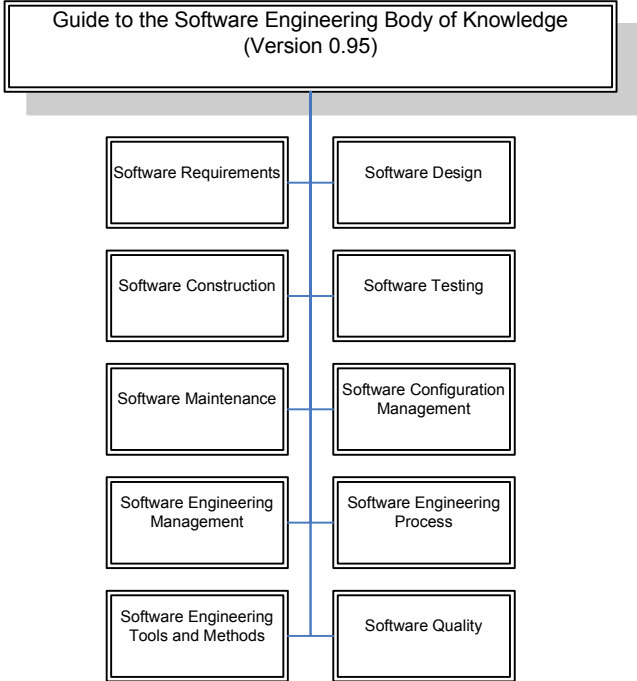 Guide to the Software Engineering Body of Knowledge
(Version 0.95)
Software Requirements
Software Design
Software Construction
Software Testing
Software Maintenance
Software Configuration
Management
Software Engineering
Management
Software Engineering
Process
Software Engineering
Tools and Methods
Software Quality